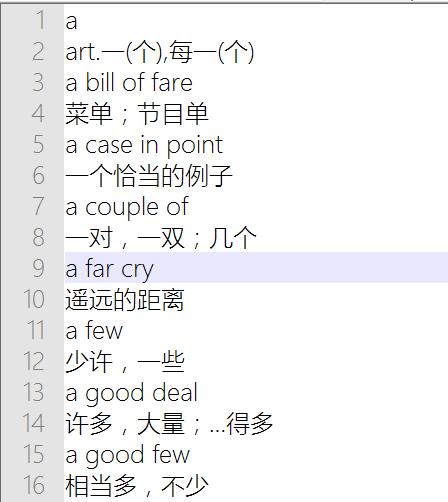 1 a
2 art.一(个),每一(个)
3 a bill of fare
4 菜单；节目单
5 a case in point
6 一个恰当的例子
7 a couple of
8 一对，一双；几个
9 a far cry
10 遥远的距离
11 a few
12 少许，一些
13 a good deal
14 许多，大量；…得多
15 a good few
16 相当多，不少